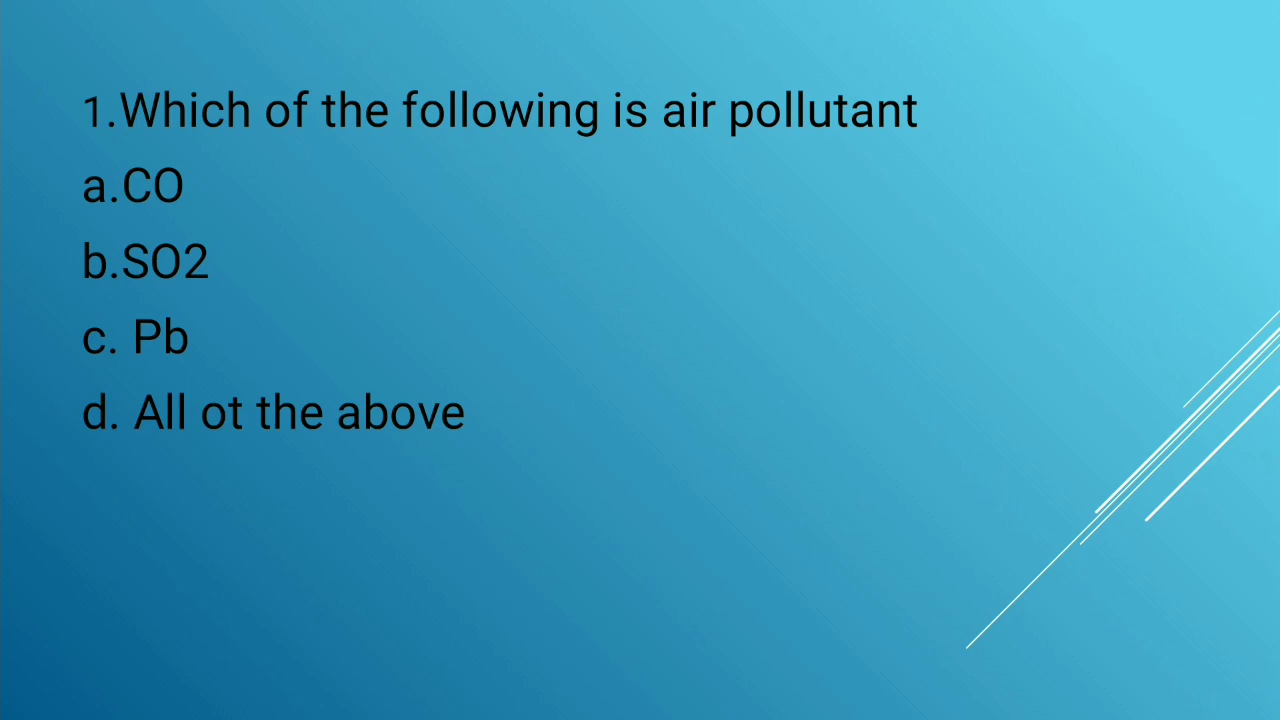 1.Which of the following is air pollutant
a.CO
b.SO2
c. Pb
d. All ot the above